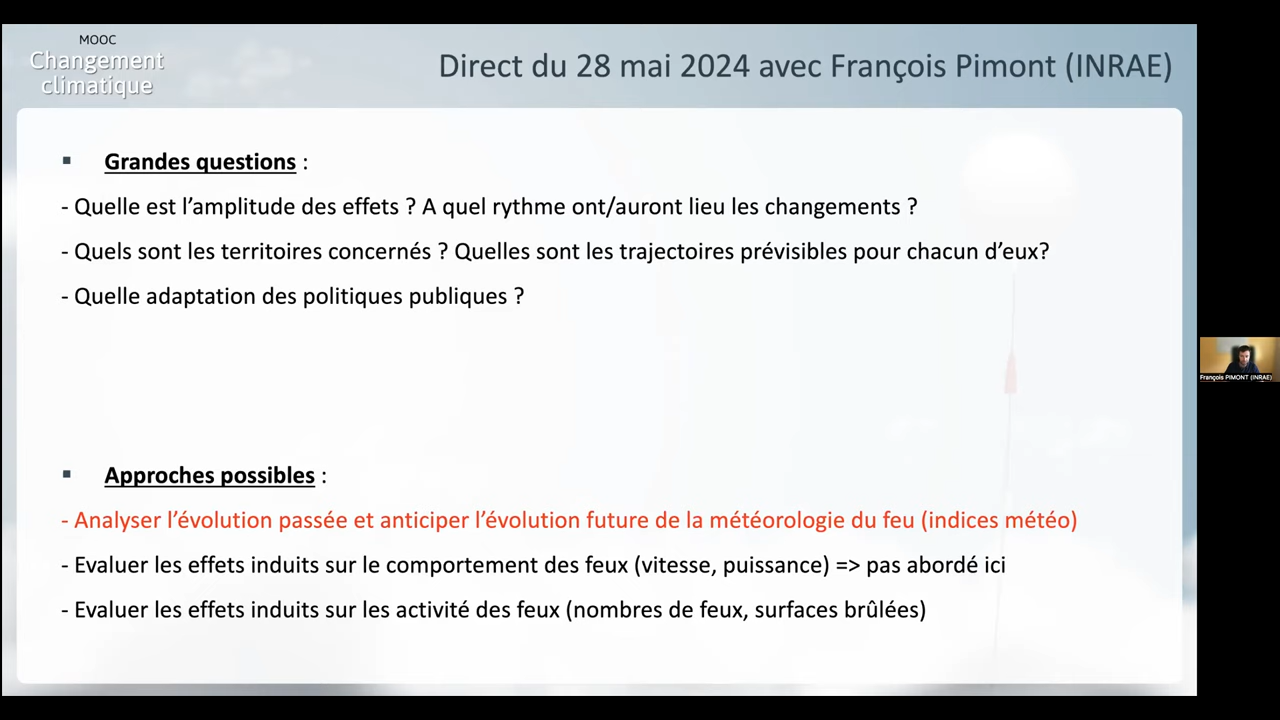 MOOC
Changement
climatique
Direct du 28 mai 2024 avec François Pimont (INRAE)
▪ Grandes questions :
- Quelle est l’amplitude des effets ? A quel rythme ont/auront lieu les changements ?
- Quels sont les territoires concernés ? Quelles sont les trajectoires prévisibles pour chacun d’eux?
- Quelle adaptation des politiques publiques ?
▪ Approches possibles :
- Analyser l’évolution passée et anticiper l’évolution future de la météorologie du feu (indices météo)
- Evaluer les effets induits sur le comportement des feux (vitesse, puissance) => pas abordé ici
- Evaluer les effets induits sur les activité des feux (nombres de feux, surfaces brûlées)
François PIMONT (INRAE)